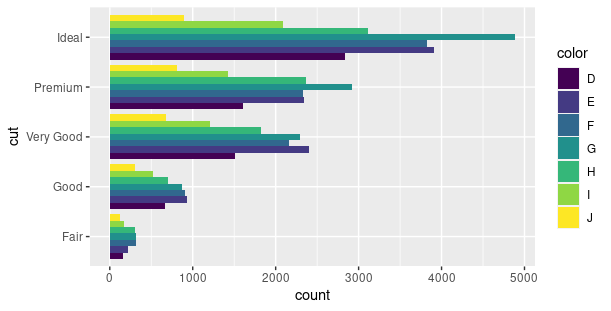 Ideal
Premium
Very Good
Good
Fair
cut
0 1000 2000 3000 4000 5000
count
color
D
E
F
G
H
I
J